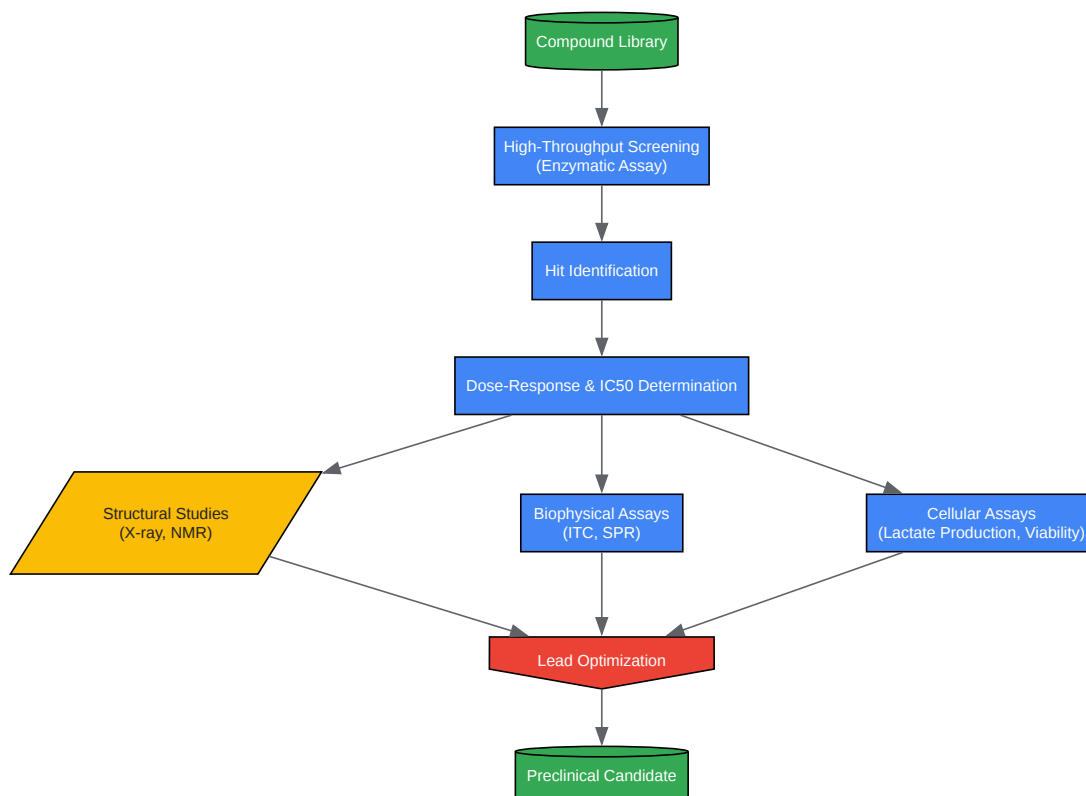 Compound Library
High-Throughput Screening
(Enzymatic Assay)
Hit Identification
Dose-Response & IC50 Determination
Structural Studies
(X-ray, NMR)
Biophysical Assays
(ITC, SPR)
Cellular Assays
(Lactate Production, Viability)
Lead Optimization
Preclinical Candidate